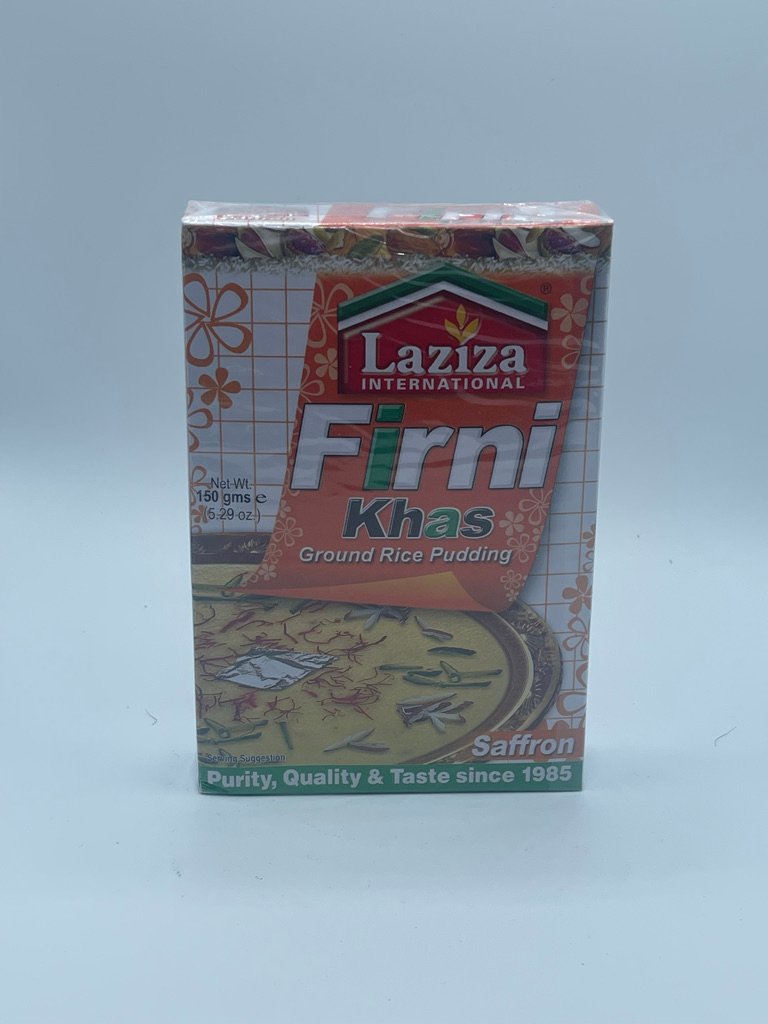 Firni
®
Laziza
INTERNATIONAL
Firni
Khas
Ground Rice Pudding
Net Wt.
150 gms e
(5.29 oz.)
Saffron
Serving Suggestion
Purity, Quality & Taste since 1985